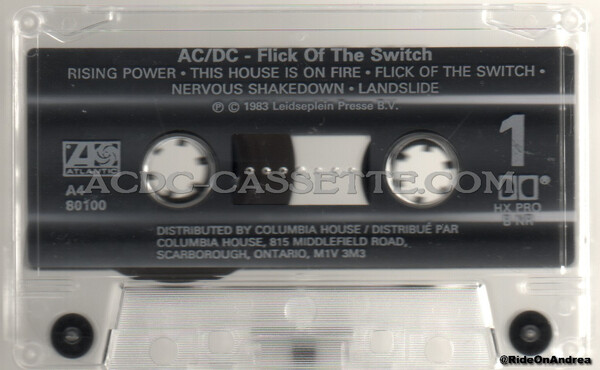 AC/DC - Flick Of The Switch
RISING POWER • THIS HOUSE IS ON FIRE • FLICK OF THE SWITCH •
NERVOUS SHAKEDOWN • LANDSLIDE
℗ © 1983 Leidseplein Presse B.V.
1
ATLANTIC
ACDC-CASSETTE.COM
A4
80100
HX PRO
B NR
DISTRIBUTED BY COLUMBIA HOUSE / DISTRIBUÉ PAR
COLUMBIA HOUSE, 815 MIDDLEFIELD ROAD,
SCARBOROUGH, ONTARIO, M1V 3M3
@RideOnAndrea